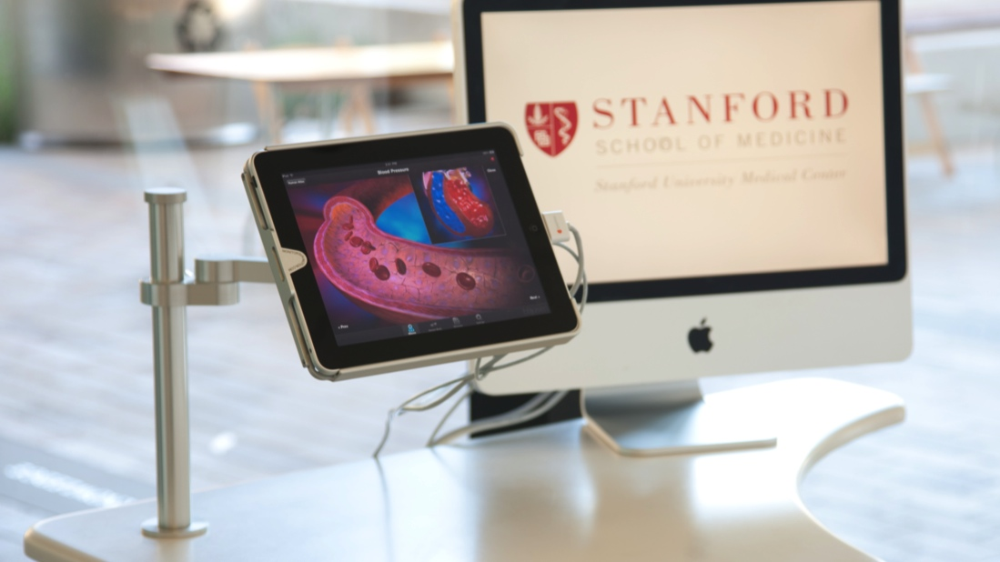 STANFORD
SCHOOL OF MEDICINE
Stanford University Medical Center
Blood Pressure